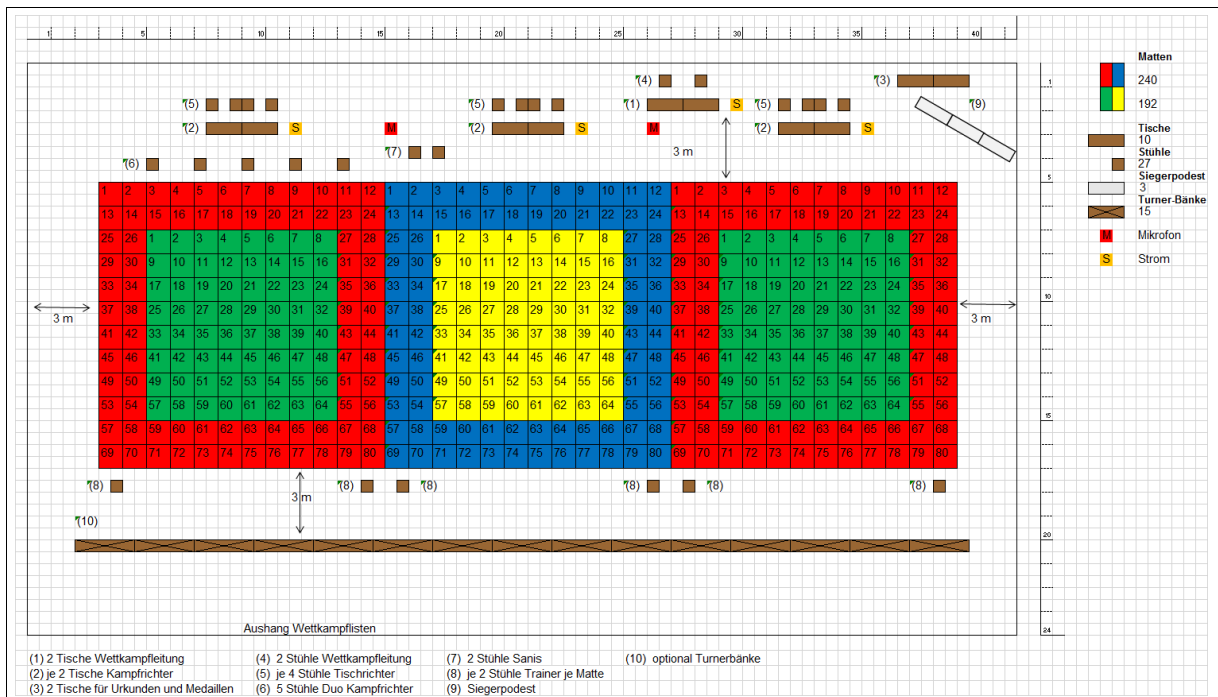 1 5 10 15 20 25 30 35 40
Matten
(4) (3) 1 240
(5) (5) (1) S (5) (9) 192
(2) S M (2) S M (2) S
Tische
10
(7) 3 m Stühle
(6) 27
Siegerpodest
1 2 3 4 5 6 7 8 9 10 11 12 1 2 3 4 5 6 7 8 9 10 11 12 1 2 3 4 5 6 7 8 9 10 11 12 5 3
Turner-Bänke
13 14 15 16 17 18 19 20 21 22 23 24 13 14 15 16 17 18 19 20 21 22 23 24 13 14 15 16 17 18 19 20 21 22 23 24 15
25 26 1 2 3 4 5 6 7 8 27 28 25 26 1 2 3 4 5 6 7 8 27 28 25 26 1 2 3 4 5 6 7 8 27 28 M Mikrofon
29 30 9 10 11 12 13 14 15 16 31 32 29 30 9 10 11 12 13 14 15 16 31 32 29 30 9 10 11 12 13 14 15 16 31 32 S Strom
33 34 17 18 19 20 21 22 23 24 35 36 33 34 17 18 19 20 21 22 23 24 35 36 33 34 17 18 19 20 21 22 23 24 35 36
3 m 37 38 25 26 27 28 29 30 31 32 39 40 37 38 25 26 27 28 29 30 31 32 39 40 37 38 25 26 27 28 29 30 31 32 39 40 3 m 10
41 42 33 34 35 36 37 38 39 40 43 44 41 42 33 34 35 36 37 38 39 40 43 44 41 42 33 34 35 36 37 38 39 40 43 44
45 46 41 42 43 44 45 46 47 48 47 48 45 46 41 42 43 44 45 46 47 48 47 48 45 46 41 42 43 44 45 46 47 48 47 48
49 50 49 50 51 52 53 54 55 56 51 52 49 50 49 50 51 52 53 54 55 56 51 52 49 50 49 50 51 52 53 54 55 56 51 52
53 54 57 58 59 60 61 62 63 64 55 56 53 54 57 58 59 60 61 62 63 64 55 56 53 54 57 58 59 60 61 62 63 64 55 56 15
57 58 59 60 61 62 63 64 65 66 67 68 57 58 59 60 61 62 63 64 65 66 67 68 57 58 59 60 61 62 63 64 65 66 67 68
69 70 71 72 73 74 75 76 77 78 79 80 69 70 71 72 73 74 75 76 77 78 79 80 69 70 71 72 73 74 75 76 77 78 79 80
(8) (8) (8) (8) (8) (8)
3 m
(10)
20
Aushang Wettkampflisten 24
(1) 2 Tische Wettkampfleitung (4) 2 Stühle Wettkampfleitung (7) 2 Stühle Sanis (10) optional Turnerbänke
(2) je 2 Tische Kampfrichter (5) je 4 Stühle Tischrichter (8) je 2 Stühle Trainer je Matte
(3) 2 Tische für Urkunden und Medaillen (6) 5 Stühle Duo Kampfrichter (9) Siegerpodest